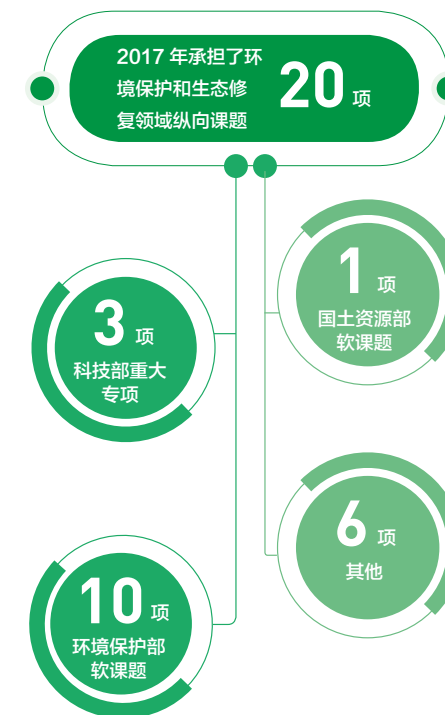 2017 年承担了环
境保护和生态修
复领域纵向课题
20 项
1 项
国土资源部
软课题
3 项
科技部重大
专项
6 项
其他
10 项
环境保护部
软课题